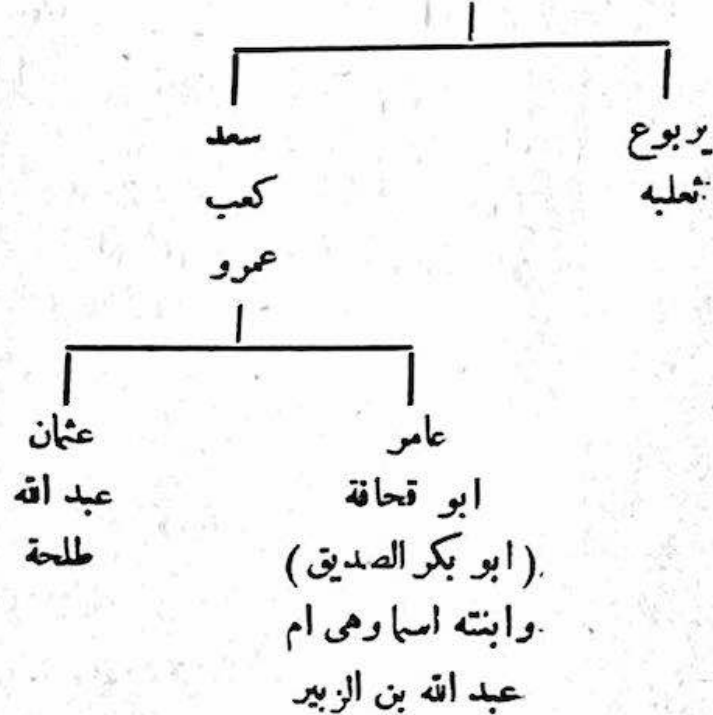 يربوع
ثعلبه
سعد
كعب
عمرو
عامر
ابو قحافة
(ابو بكر الصديق)
وابنته اسما وهى ام
عبد الله بن الزبير
عثمان
عبد الله
طلحة